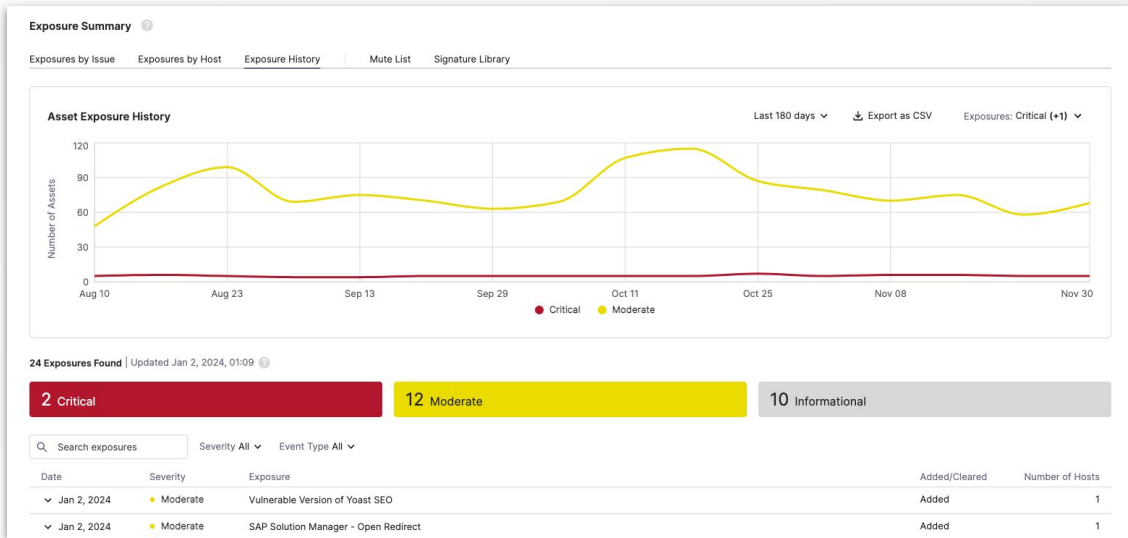 Exposure Summary ?
Exposures by Issue Exposures by Host Exposure History Mute List Signature Library
Asset Exposure History Last 180 days Export as CSV Exposures: Critical (+1)
120
90
60
30
0
Number of Assets
Aug 10 Aug 23 Sep 13 Sep 29 Oct 11 Oct 25 Nov 08 Nov 30
Critical Moderate
24 Exposures Found | Updated Jan 2, 2024, 01:09 ?
2 Critical 12 Moderate 10 Informational
Search exposures Severity All Event Type All
Date Severity Exposure Added/Cleared Number of Hosts
Jan 2, 2024 Moderate Vulnerable Version of Yoast SEO Added 1
Jan 2, 2024 Moderate SAP Solution Manager - Open Redirect Added 1